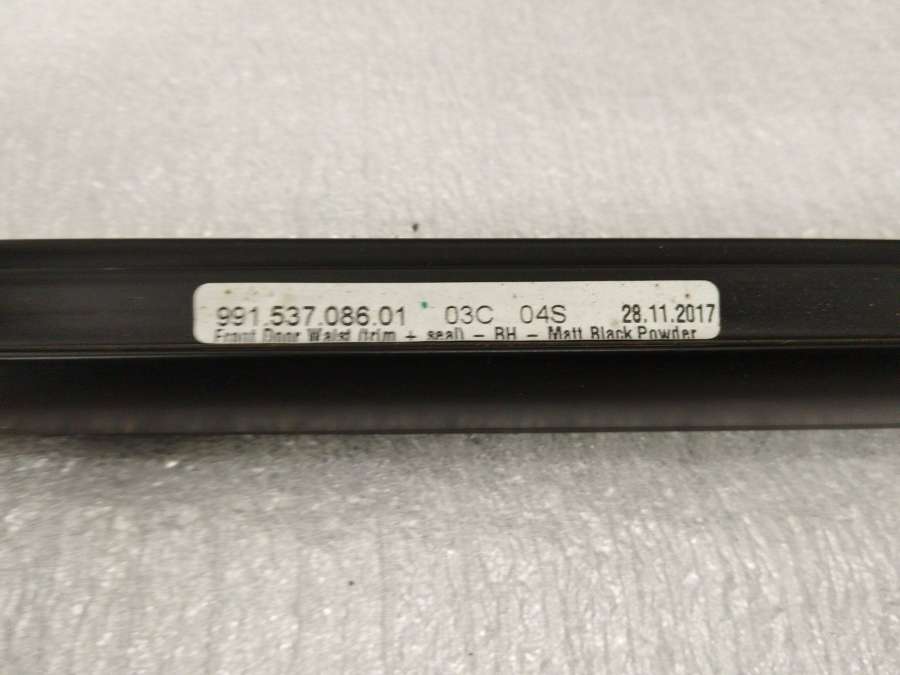 991.537.086.01 03C 04S 28.11.2017
Front Door Waist (trim + seal) - RH - Matt Black Powder